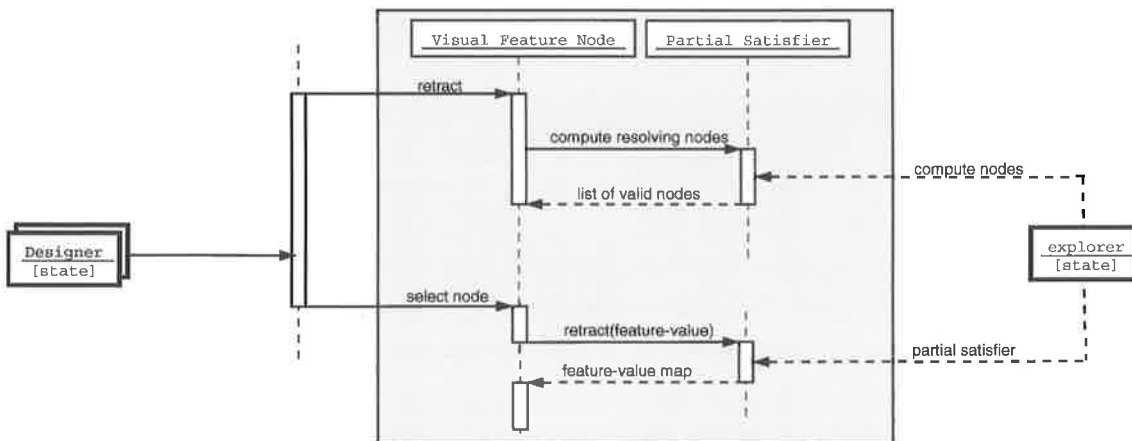 Visual Feature Node
Partial Satisfier
retract
compute resolving nodes
compute nodes
list of valid nodes
Designer
[state]
explorer
[state]
select node
retract(feature-value)
partial satisfier
feature-value map